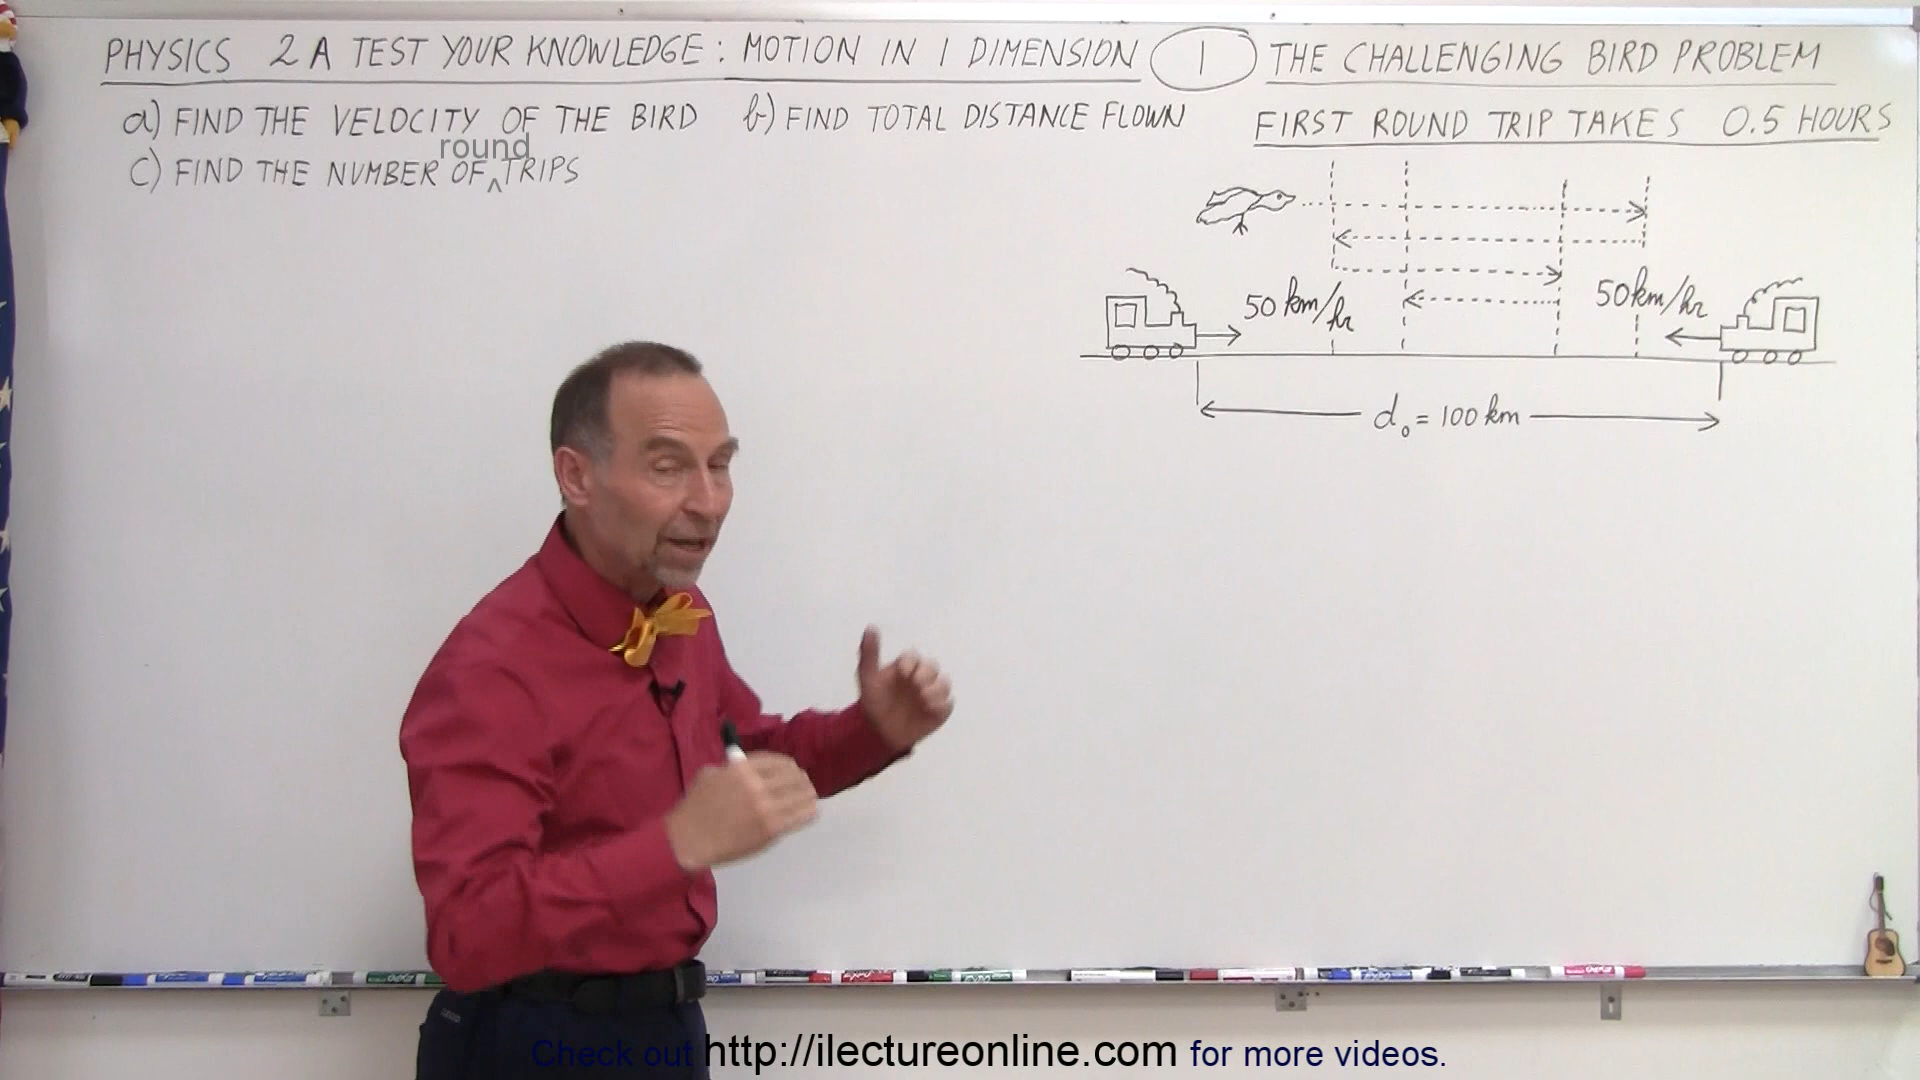 PHYSICS 2A TEST YOUR KNOWLEDGE: MOTION IN 1 DIMENSION 1 THE CHALLENGING BIRD PROBLEM
a) FIND THE VELOCITY OF THE BIRD b) FIND TOTAL DISTANCE FLOWN
round
c) FIND THE NUMBER OF ^ TRIPS
FIRST ROUND TRIP TAKES 0.5 HOURS
50 km/hr 50 km/hr
d₀ = 100 km
Check out http://ilectureonline.com for more videos.